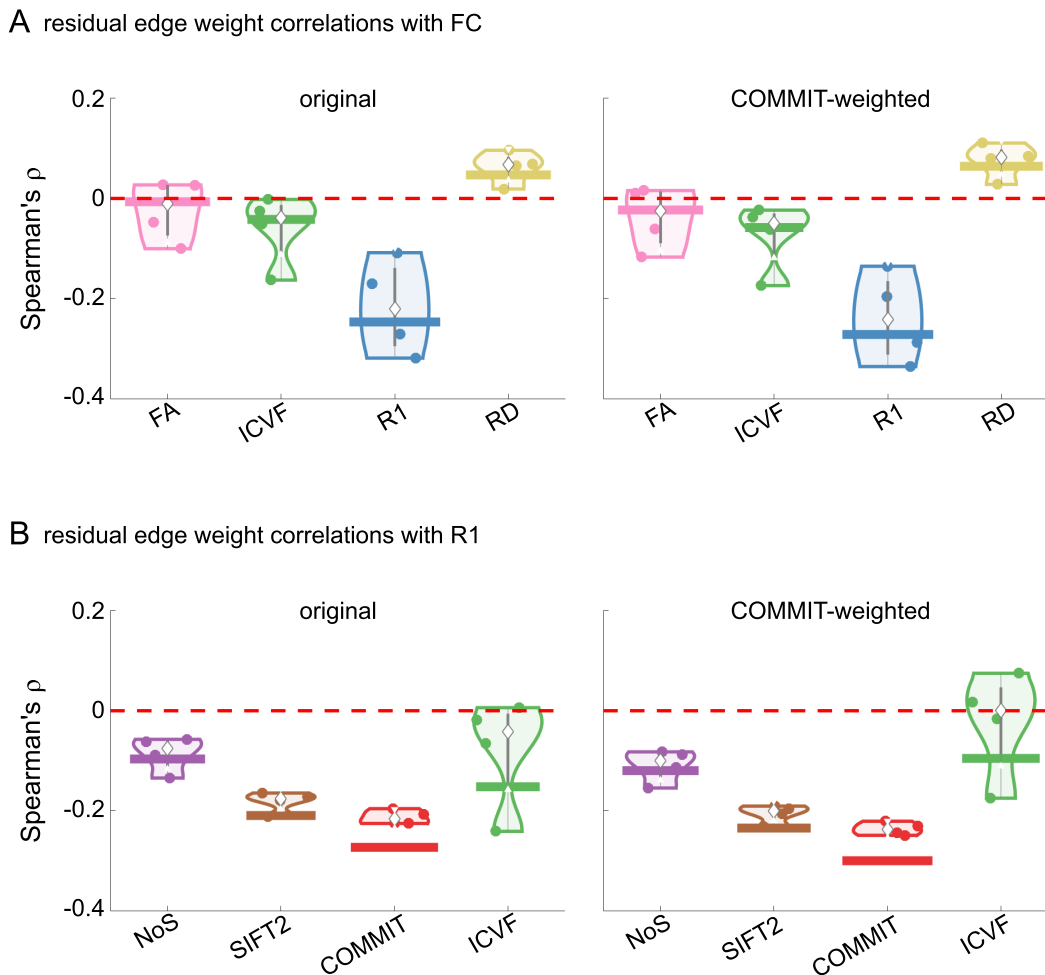 A residual edge weight correlations with FC
original
COMMIT-weighted
Spearman's ρ
0.2
0
-0.2
-0.4
FA ICVF R1 RD
FA ICVF R1 RD
B residual edge weight correlations with R1
original
COMMIT-weighted
Spearman's ρ
0.2
0
-0.2
-0.4
NoS SIFT2 COMMIT ICVF
NoS SIFT2 COMMIT ICVF